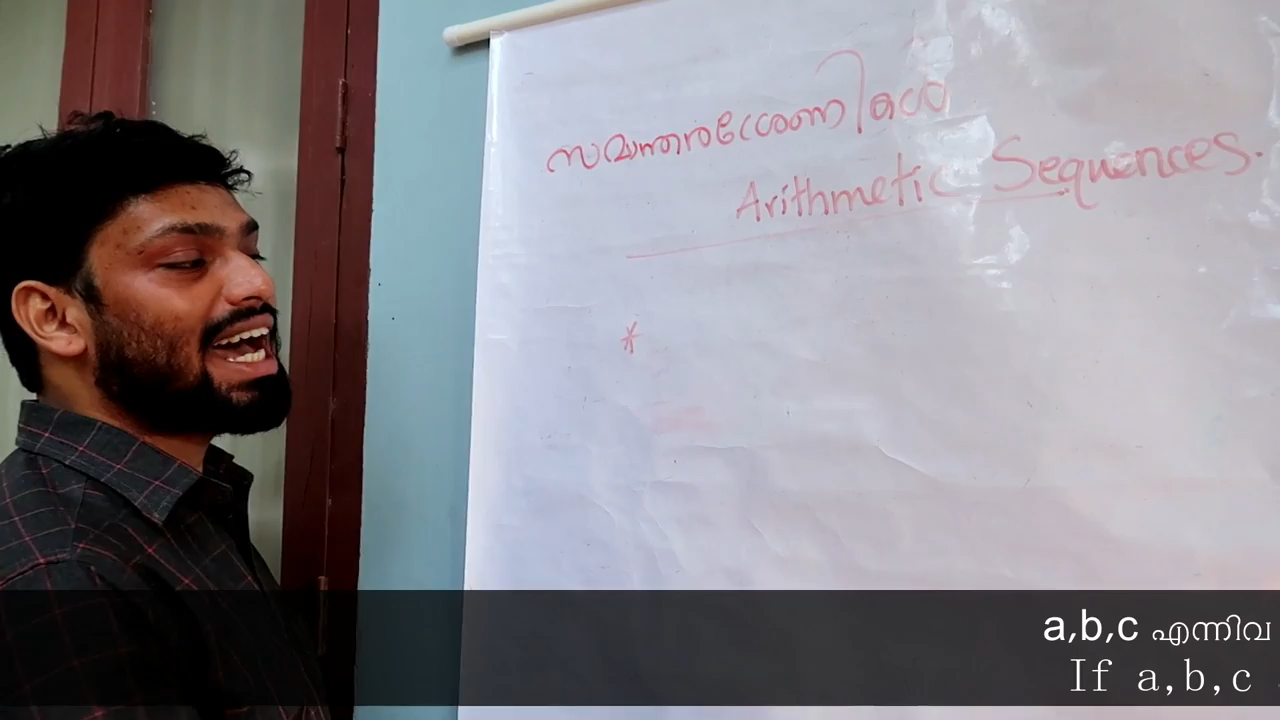 സമാന്തരശ്രേണികൾ
Arithmetic Sequences.
*
a,b,c എന്നിവ
If a,b,c